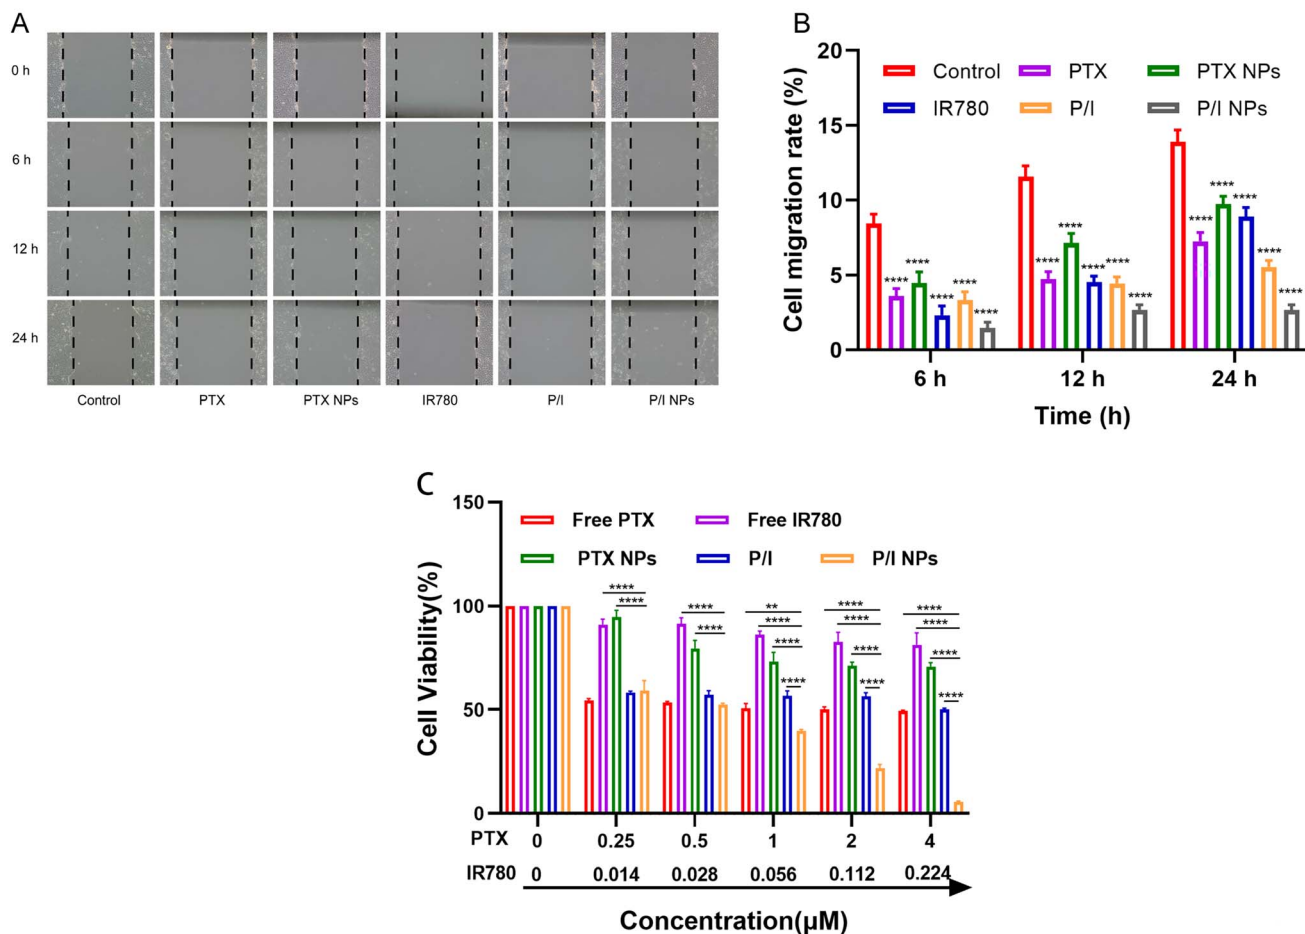 A
0 h
6 h
12 h
24 h
Control PTX PTX NPs IR780 P/I P/I NPs
B
Cell migration rate (%)
20
15
10
5
0
Control PTX PTX NPs
IR780 P/I P/I NPs
**** **** **** **** ****
**** **** **** **** ****
**** **** **** **** ****
6 h 12 h 24 h
Time (h)
C
Cell Viability(%)
150
100
50
0
Free PTX Free IR780
PTX NPs P/I P/I NPs
**** ****
**** ****
** **** **** ****
**** **** **** ****
**** **** **** ****
PTX 0 0.25 0.5 1 2 4
IR780 0 0.014 0.028 0.056 0.112 0.224
Concentration(μM)